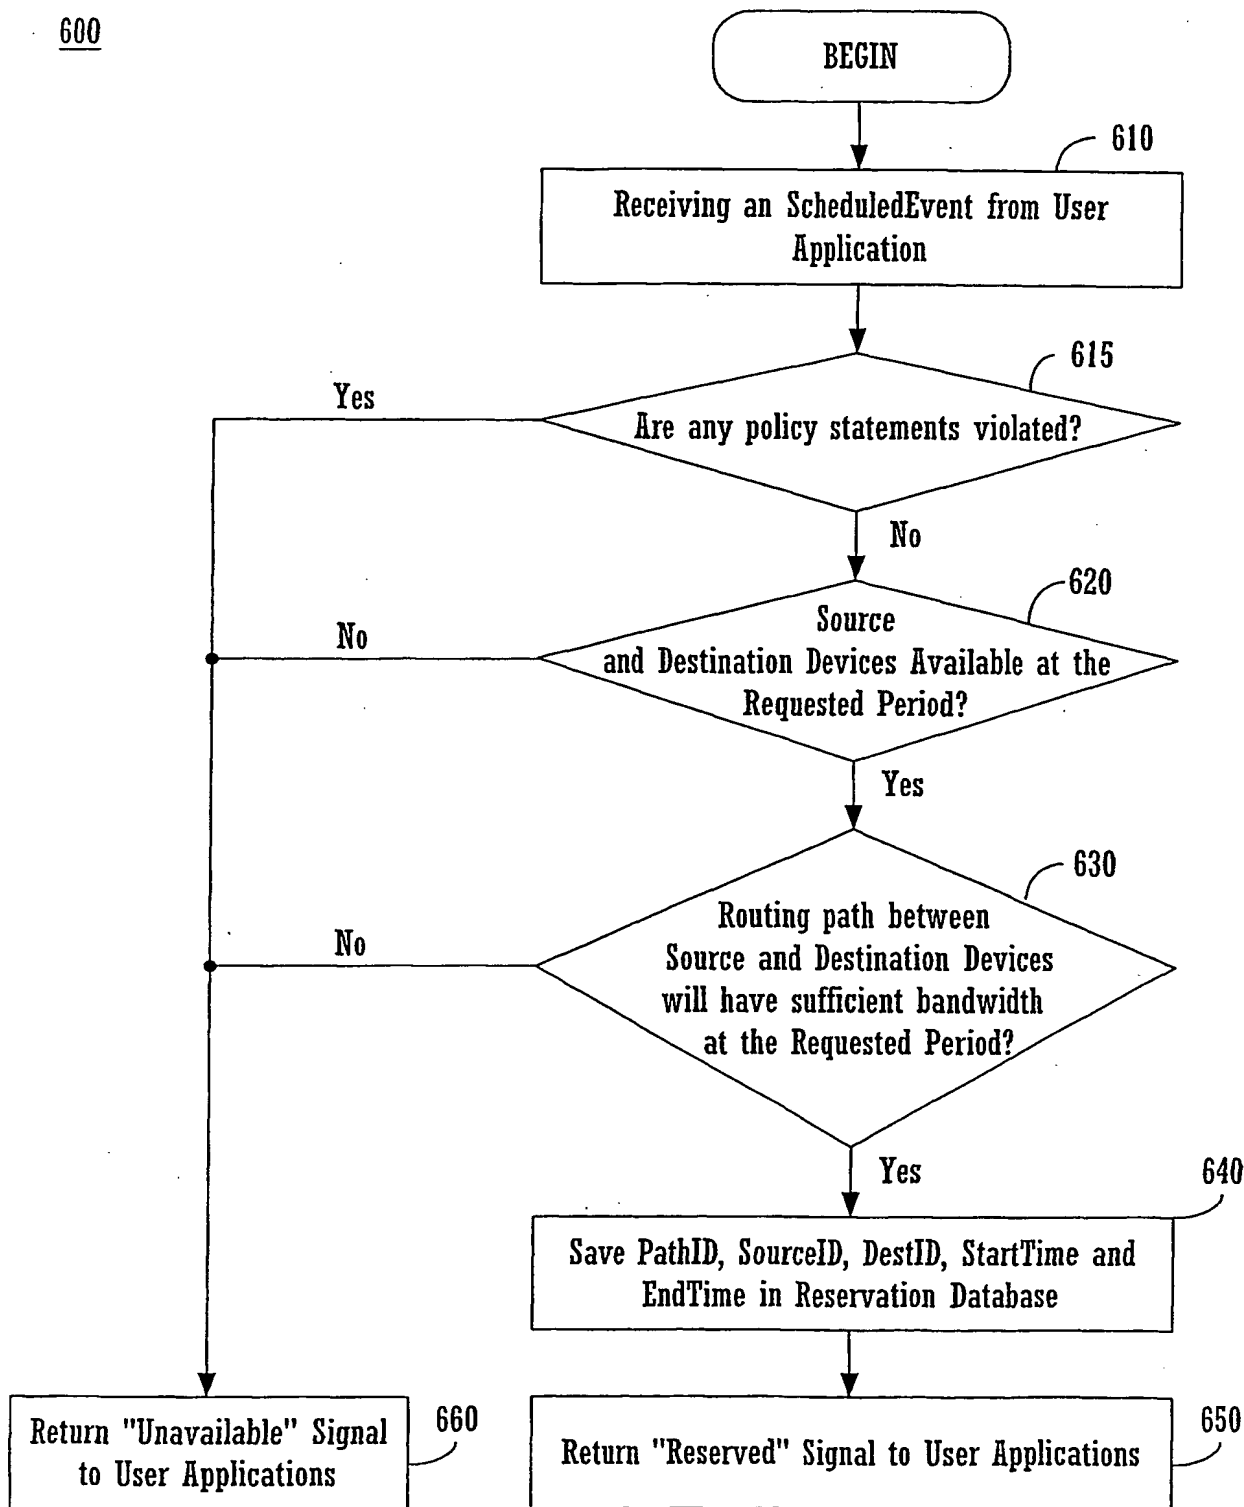 600
BEGIN
610
Receiving an ScheduledEvent from User
Application
615
Yes
Are any policy statements violated?
No
620
Source
No
and Destination Devices Available at the
Requested Period?
Yes
630
Routing path between
No
Source and Destination Devices
will have sufficient bandwidth
at the Requested Period?
Yes
640
Save PathID, SourceID, DestID, StartTime and
EndTime in Reservation Database
Return "Unavailable" Signal
to User Applications
660
Return "Reserved" Signal to User Applications
650